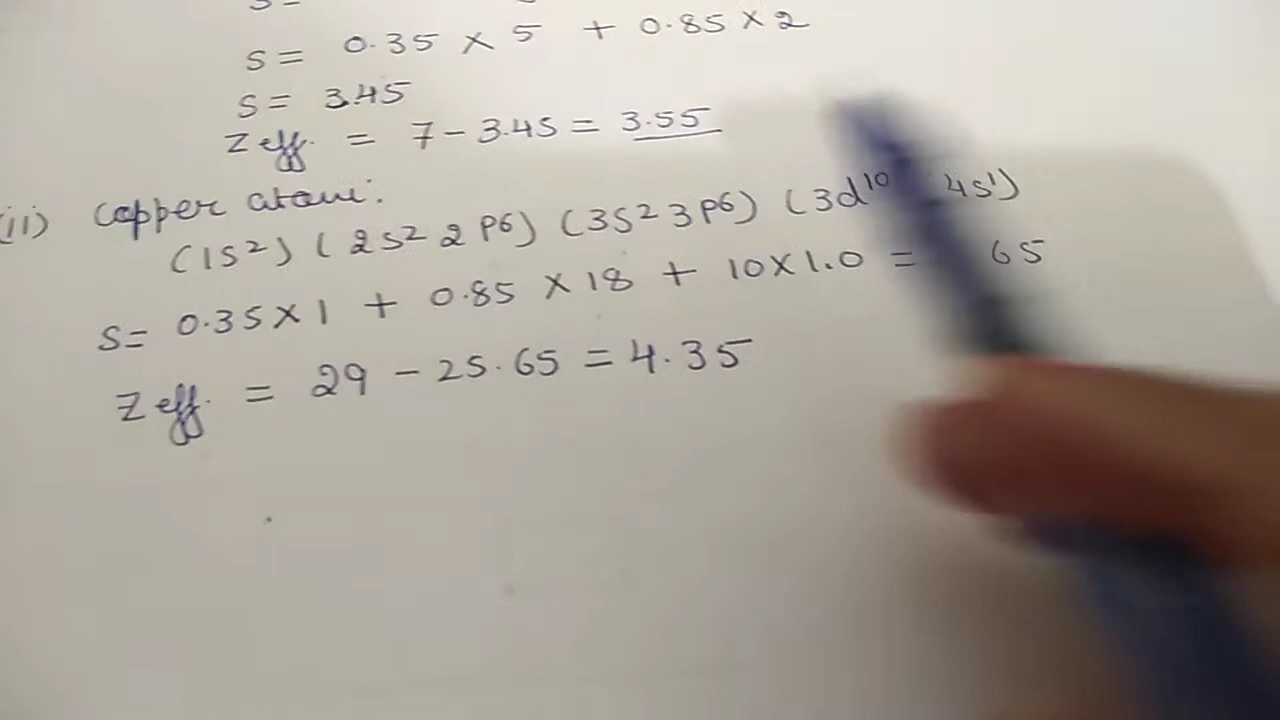 S = 0.35 × 5 + 0.85 × 2
S = 3.45
Z eff. = 7 - 3.45 = 3.55
(ii) Copper atom:
(1s²) (2s² 2p6) (3s² 3p6) (3d¹⁰ 4s¹)
S = 0.35×1 + 0.85 × 18 + 10×1.0 = 65
Z eff. = 29 - 25.65 = 4.35